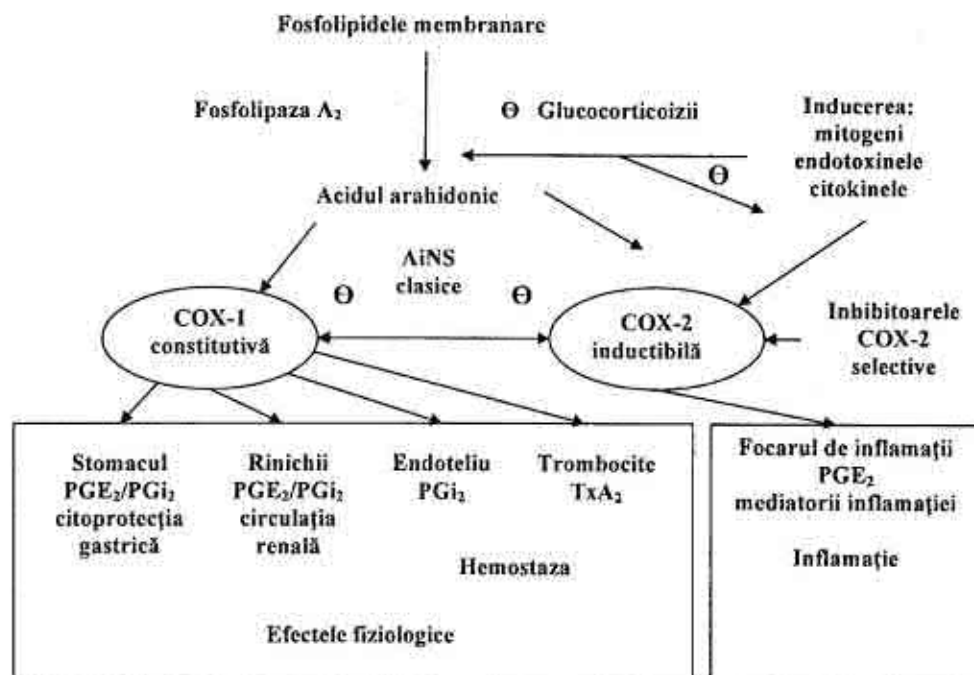 Fosfolipidele membranare
Fosfolipaza A₂
Ɵ Glucocorticoizii
Inducerea:
mitogeni
endotoxinele
citokinele
Ɵ
Acidul arahidonic
AiNS
clasice
Ɵ
Ɵ
COX-1
constitutivă
COX-2
inductibilă
Inhibitoarele
COX-2
selective
Stomacul
PGE₂/PGi₂
citoprotecția
gastrică
Rinichii
PGE₂/PGi₂
circulația
renală
Endoteliu
PGi₂
Trombocite
TxA₂
Hemostaza
Efectele fiziologice
Focarul de inflamații
PGE₂
mediatorii inflamației
Inflamație